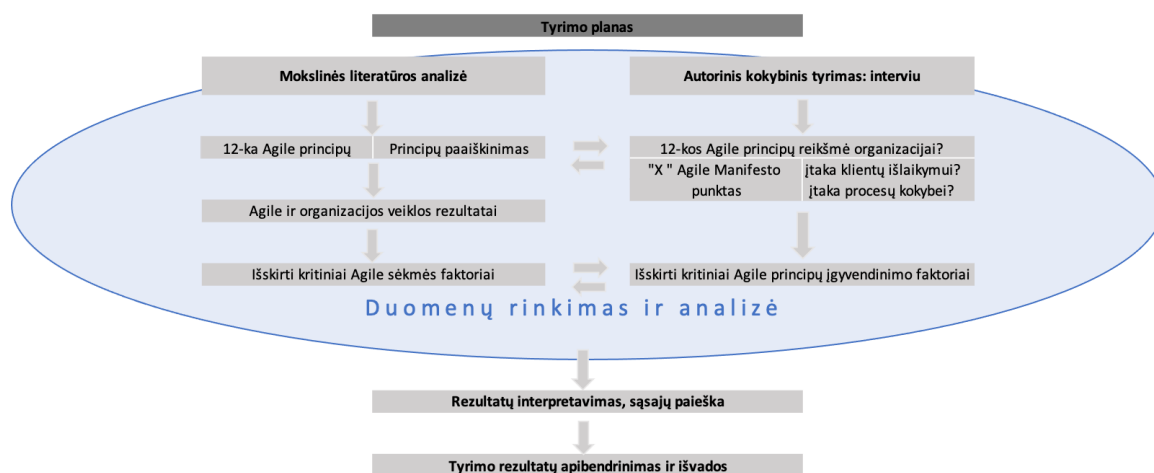 Tyrimo planas
Mokslinės literatūros analizė
Autorinis kokybinis tyrimas: interviu
12-ka Agile principų
Principų paaiškinimas
12-kos Agile principų reikšmė organizacijai?
"X " Agile Manifesto
punktas
įtaka klientų išlaikymui?
įtaka procesų kokybei?
Agile ir organizacijos veiklos rezultatai
Išskirti kritiniai Agile sėkmės faktoriai
Išskirti kritiniai Agile principų įgyvendinimo faktoriai
Duomenų rinkimas ir analizė
Rezultatų interpretavimas, sąsajų paieška
Tyrimo rezultatų apibendrinimas ir išvados